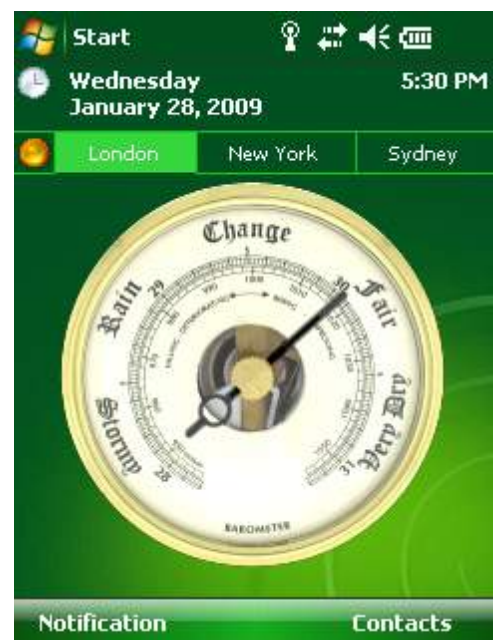 Start
Wednesday
5:30 PM
January 28, 2009
London
New York
Sydney
Change
Rain
Fair
Stormy
Very Dry
28
29
30
31
BAROMETER
Notification
Contacts